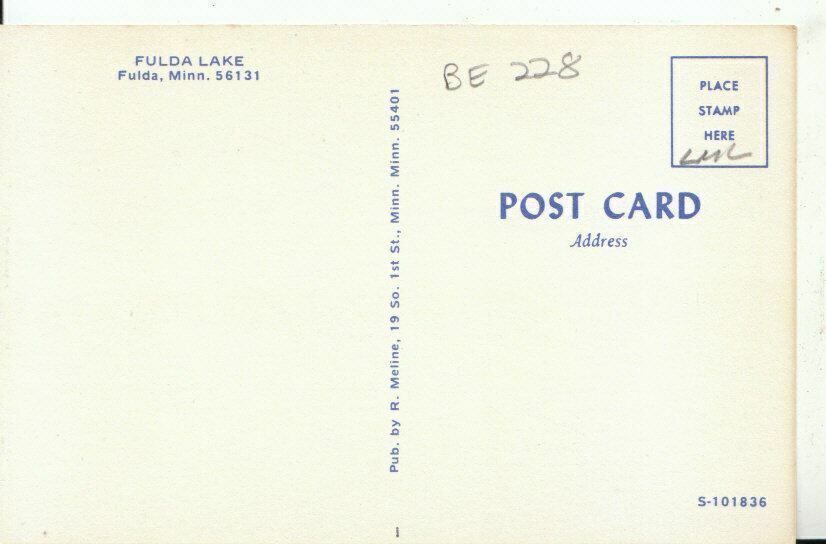 FULDA LAKE
Fulda, Minn. 56131
Pub. by R. Meline, 19 So. 1st St., Minn. Minn. 55401
BE 228
PLACE
STAMP
HERE
POST CARD
Address
S-101836